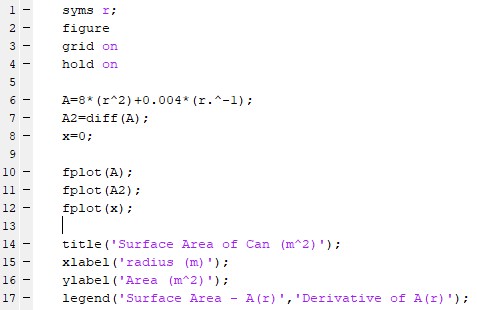 1 − syms r;
2 − figure
3 − grid on
4 − hold on
5
6 − A=8*(r^2)+0.004*(r.^-1);
7 − A2=diff(A);
8 − x=0;
9
10 − fplot(A);
11 − fplot(A2);
12 − fplot(x);
13
14 − title('Surface Area of Can (m^2)');
15 − xlabel('radius (m)');
16 − ylabel('Area (m^2)');
17 − legend('Surface Area - A(r)','Derivative of A(r)');